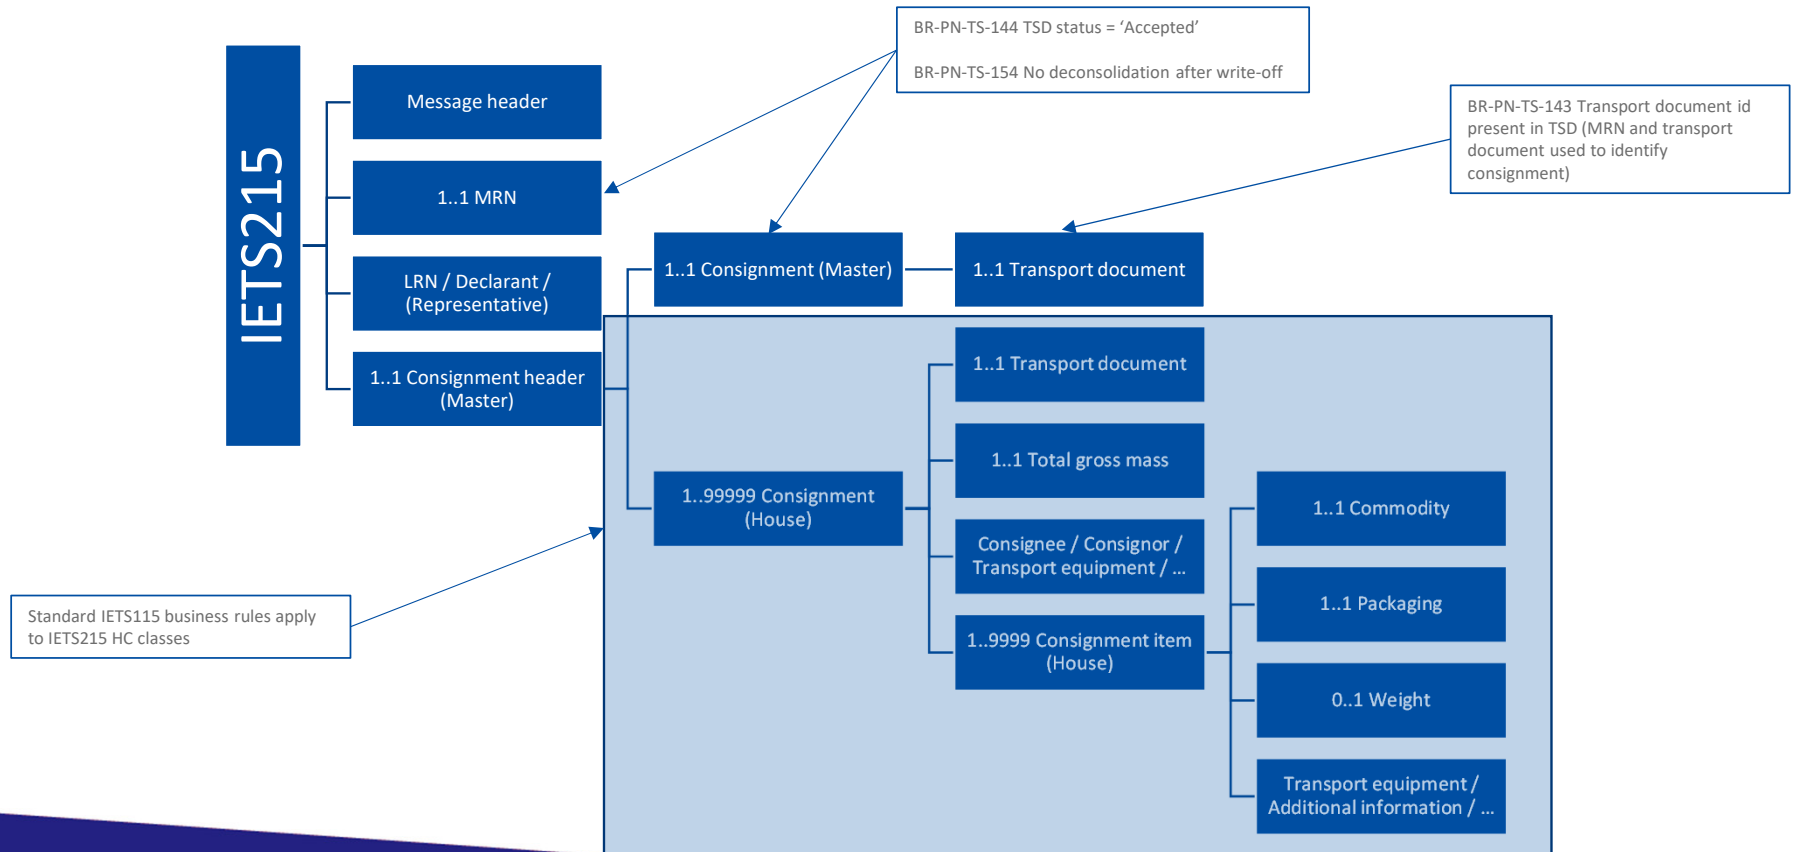 BR-PN-TS-144 TSD status = ‘Accepted’
BR-PN-TS-154 No deconsolidation after write-off
BR-PN-TS-143 Transport document id
present in TSD (MRN and transport
document used to identify
consignment)
IETS215
Message header
1..1 MRN
LRN / Declarant /
(Representative)
1..1 Consignment header
(Master)
1..1 Consignment (Master)
1..1 Transport document
1..99999 Consignment
(House)
1..1 Transport document
1..1 Total gross mass
Consignee / Consignor /
Transport equipment / ...
1..9999 Consignment item
(House)
1..1 Commodity
1..1 Packaging
0..1 Weight
Transport equipment /
Additional information / ...
Standard IETS115 business rules apply
to IETS215 HC classes